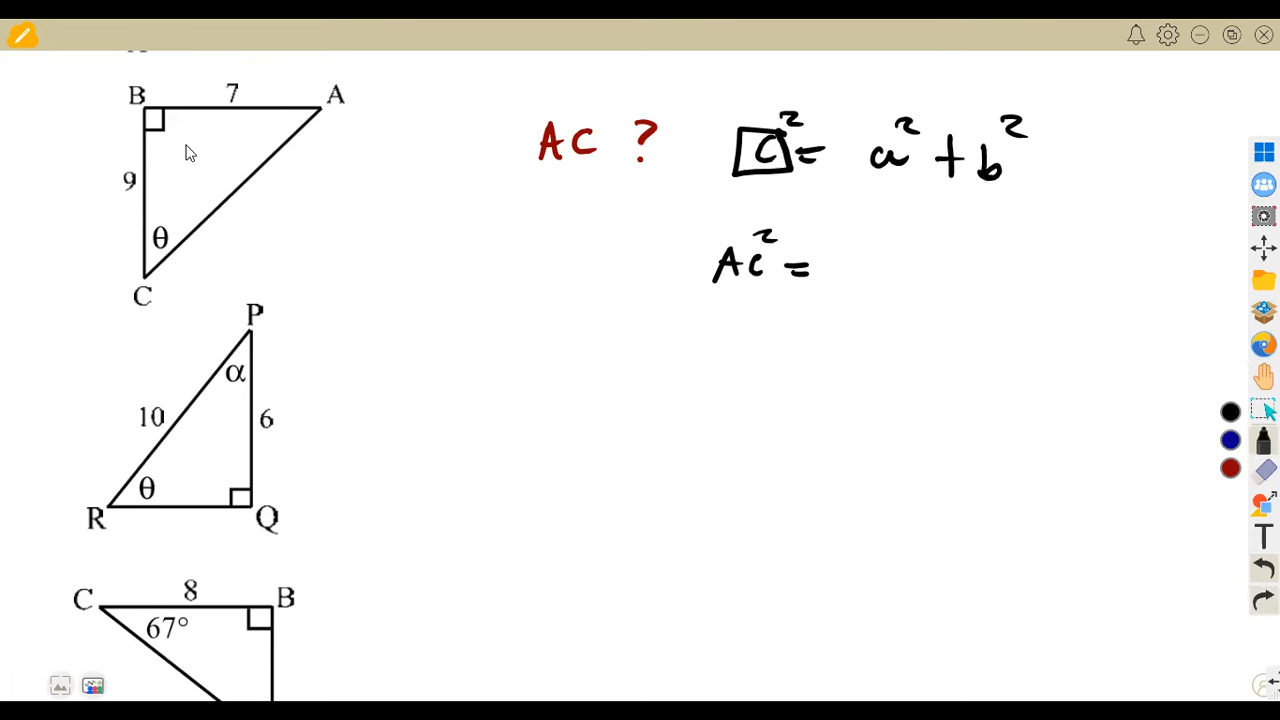 B 7 A
9
θ
C
AC ? c² = a² + b²
AC² =
P
α
10 6
θ
R Q
C 8 B
67°
T